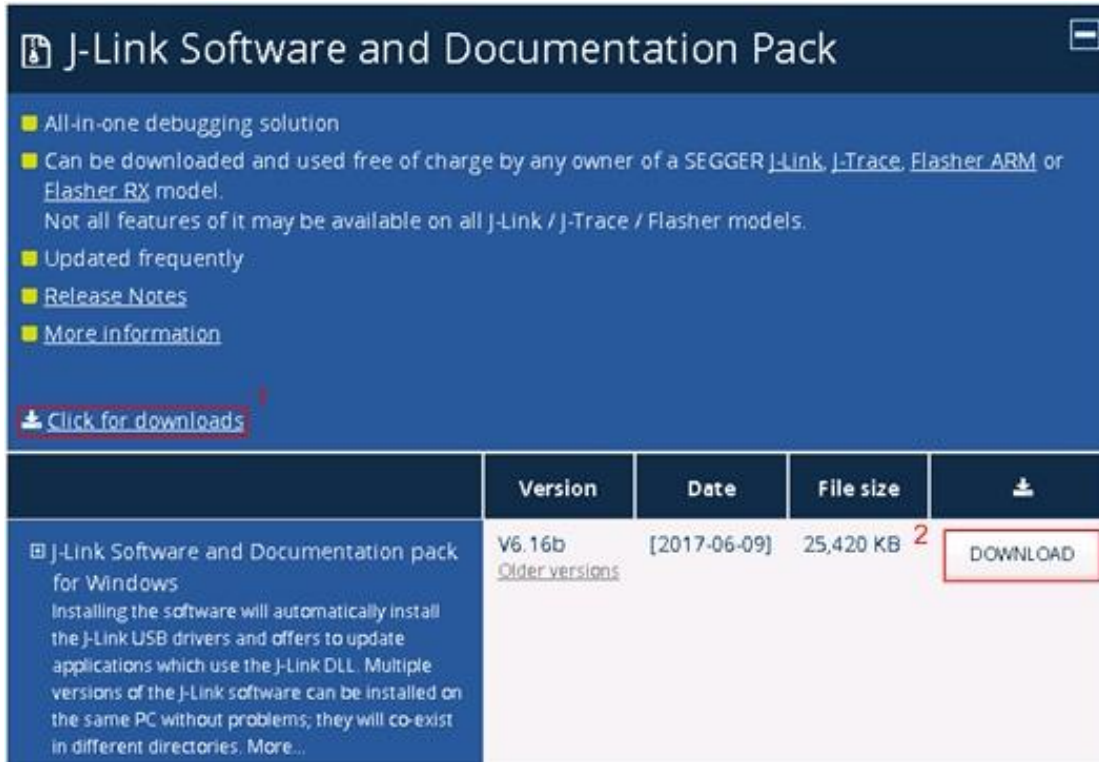 J-Link Software and Documentation Pack
All-in-one debugging solution
Can be downloaded and used free of charge by any owner of a SEGGER J-Link, J-Trace, Flasher ARM or
Flasher RX model.
Not all features of it may be available on all J-Link / J-Trace / Flasher models.
Updated frequently
Release Notes
More information
1
Click for downloads
Version Date File size
J-Link Software and Documentation pack
for Windows
Installing the software will automatically install
the J-Link USB drivers and offers to update
applications which use the J-Link DLL. Multiple
versions of the J-Link software can be installed on
the same PC without problems; they will co-exist
in different directories. More...
V6.16b [2017-06-09] 25,420 KB 2 DOWNLOAD
Older versions